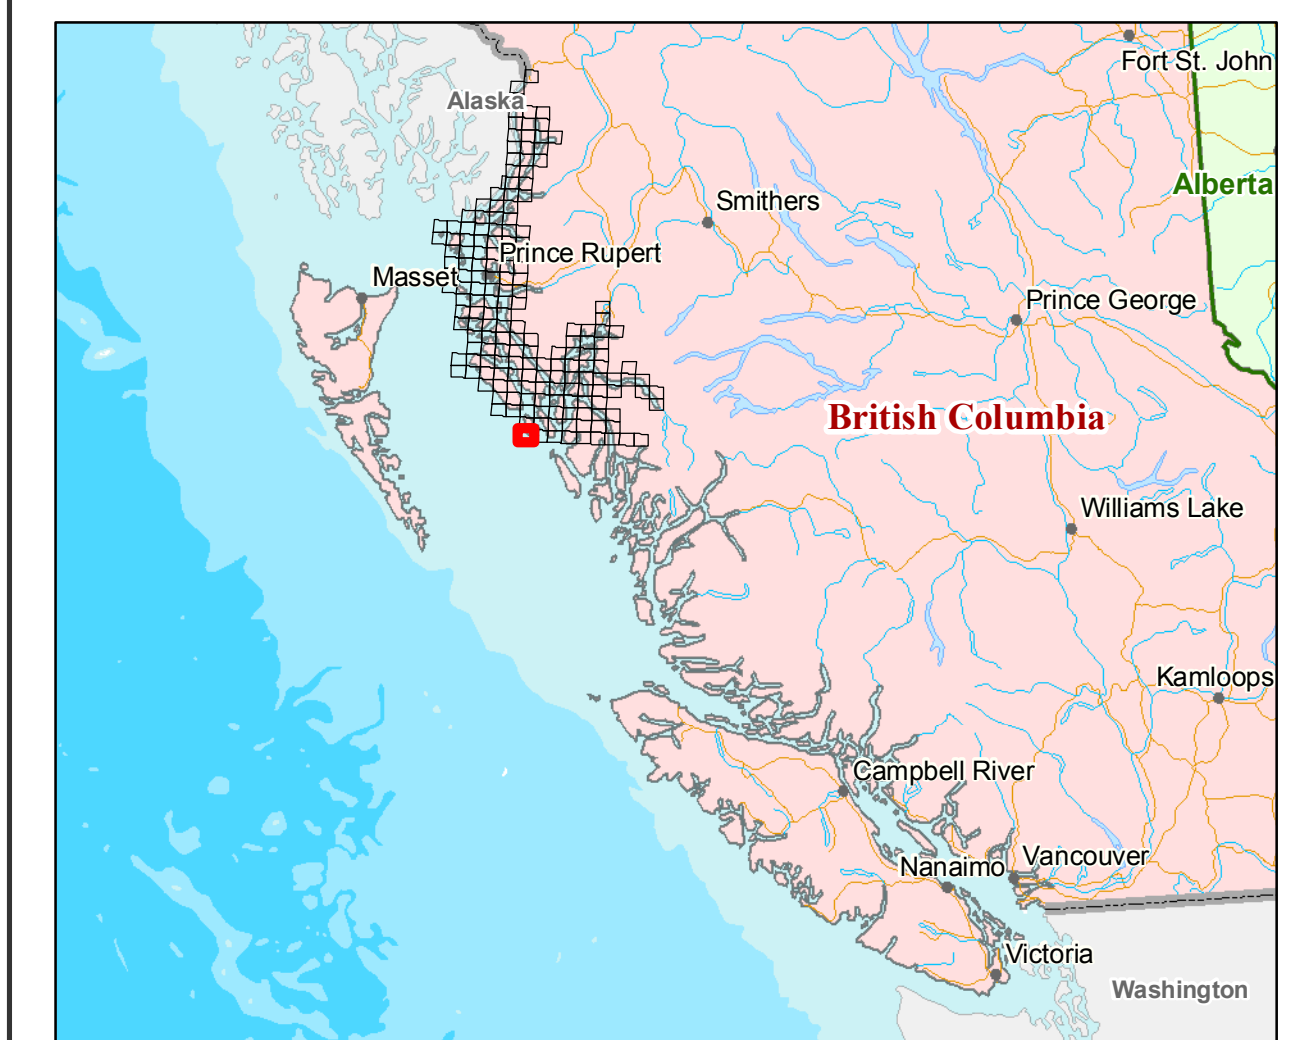 Fort St. John
Alaska
Alberta
Smithers
Prince Rupert
Masset
Prince George
British Columbia
Williams Lake
Kamloops
Campbell River
Vancouver
Nanaimo
Victoria
Washington